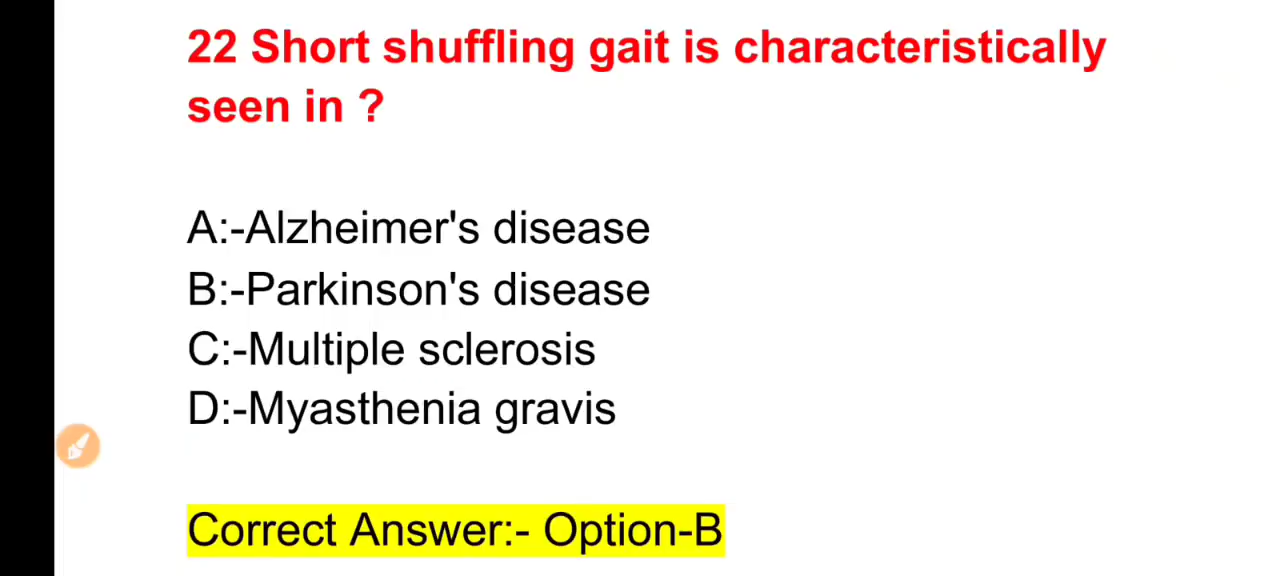 22 Short shuffling gait is characteristically
seen in ?
A:-Alzheimer's disease
B:-Parkinson's disease
C:-Multiple sclerosis
D:-Myasthenia gravis
Correct Answer:- Option-B